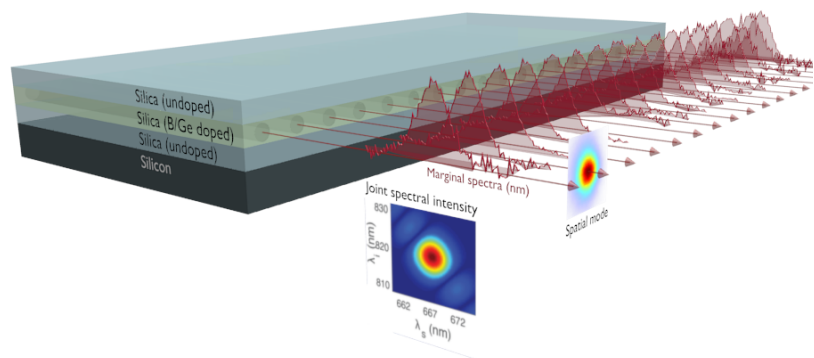 Silica (undoped)
Silica (B/Ge doped)
Silica (undoped)
Silicon
Marginal spectra (nm)
Joint spectral intensity
830
820
810
λi (nm)
662 667 672
λs (nm)
Spatial mode